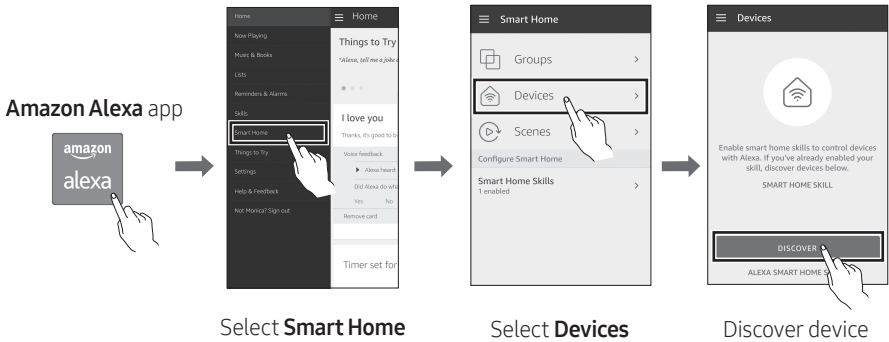 Amazon Alexa app
amazon
alexa
Home
Now Playing
Music & Books
Lists
Reminders & Alarms
Skills
Smart Home
Things to Try
Settings
Help & Feedback
Not Monica? Sign out
Home
Things to Try
"Alexa, tell me a joke
I love you
Thanks, it's good to b
Voice feedback
Alexa heard
Did Alexa do wha
Yes No
Remove card
Timer set for
Select Smart Home
Smart Home
Groups
Devices
Scenes
Configure Smart Home
Smart Home Skills
1 enabled
Select Devices
Devices
Enable smart home skills to control devices
with Alexa. If you've already enabled your
skill, discover devices below.
SMART HOME SKILL
DISCOVER
ALEXA SMART HOME S
Discover device